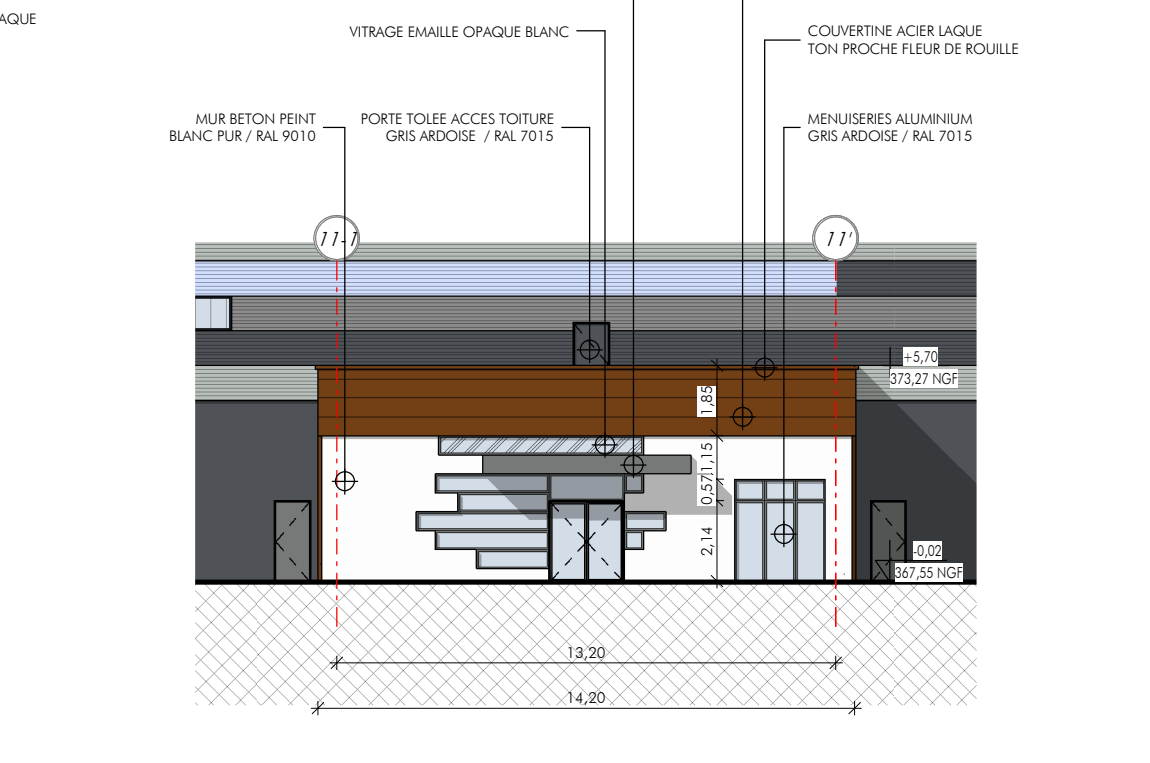 AQUE
VITRAGE EMAILLE OPAQUE BLANC
COUVERTINE ACIER LAQUE
TON PROCHE FLEUR DE ROUILLE
MUR BETON PEINT
BLANC PUR / RAL 9010
PORTE TOLEE ACCES TOITURE
GRIS ARDOISE / RAL 7015
MENUISERIES ALUMINIUM
GRIS ARDOISE / RAL 7015
11-1
11'
+5,70
373,27 NGF
1,85
1,15
0,57
2,14
-0,02
367,55 NGF
13,20
14,20